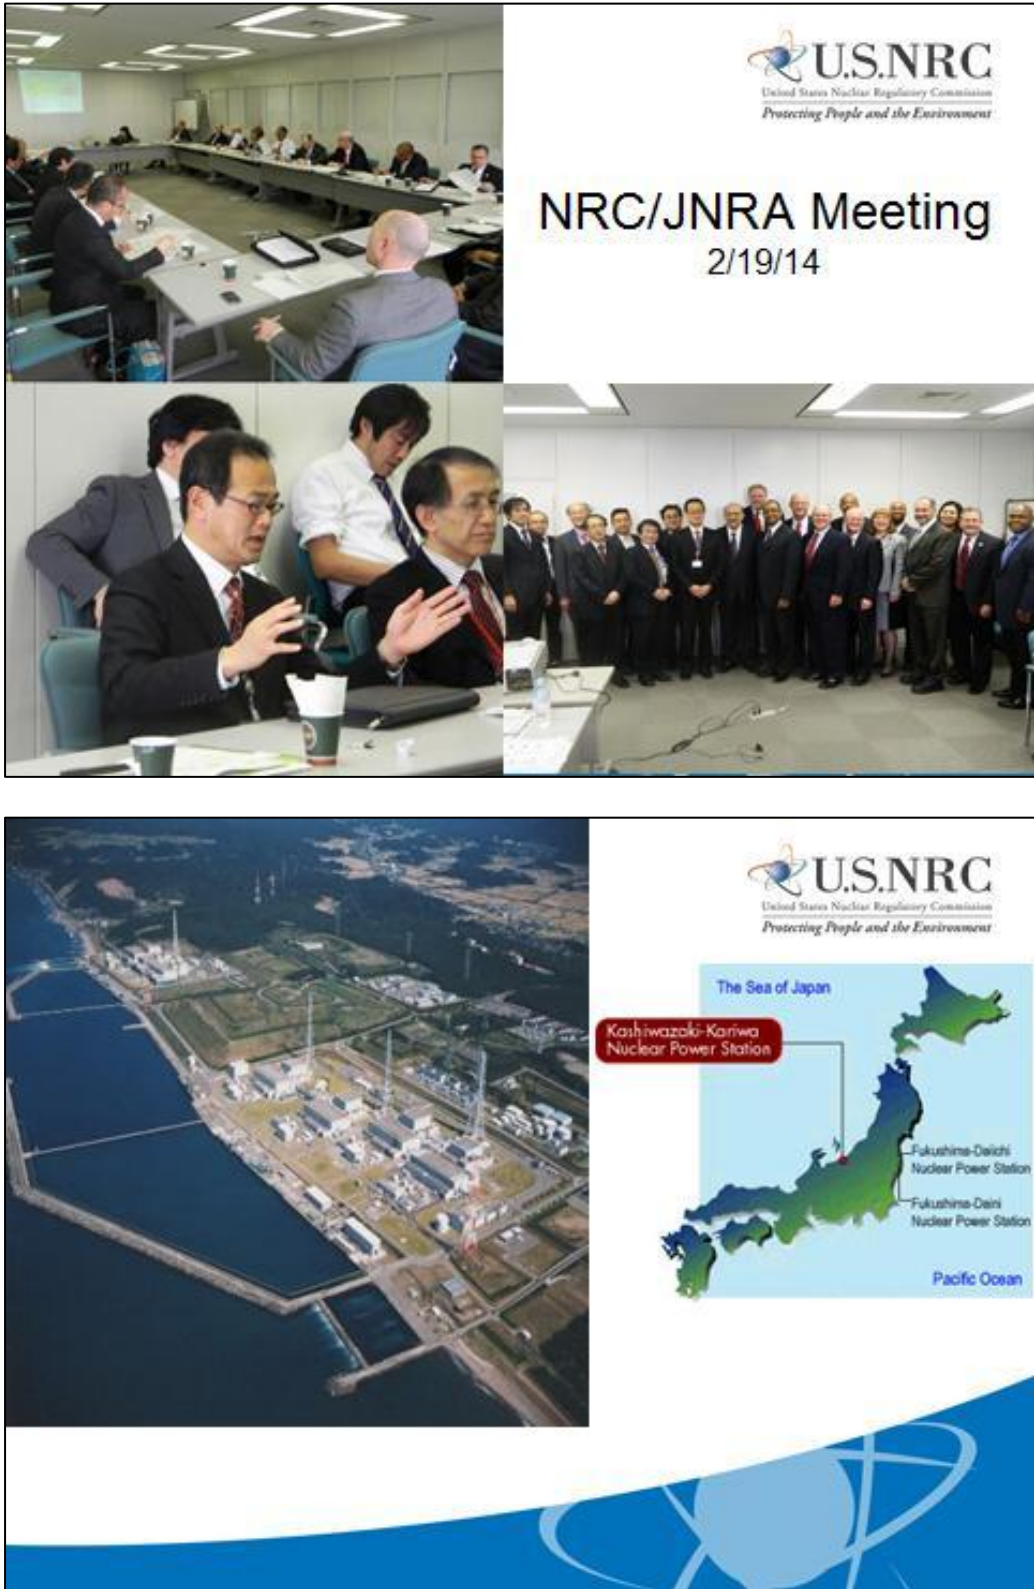 U.S.NRC
United States Nuclear Regulatory Commission
Protecting People and the Environment
NRC/JNRA Meeting
2/19/14
U.S.NRC
United States Nuclear Regulatory Commission
Protecting People and the Environment
The Sea of Japan
Kashiwazaki-Kariwa
Nuclear Power Station
Fukushima-Daiichi
Nuclear Power Station
Fukushima-Daini
Nuclear Power Station
Pacific Ocean